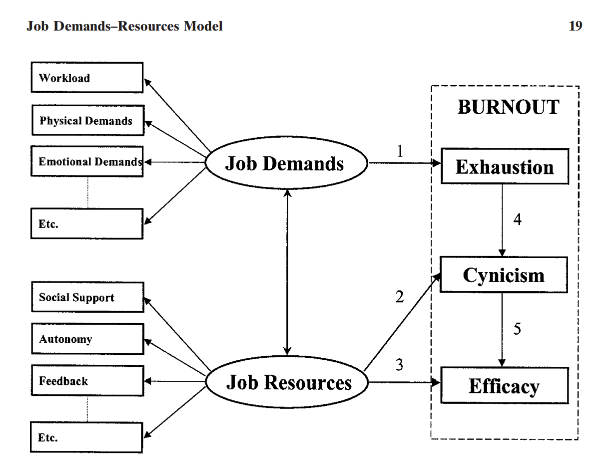 Job Demands–Resources Model
19
Workload
Physical Demands
Emotional Demands
Etc.
Job Demands
1
BURNOUT
Exhaustion
4
Cynicism
5
Efficacy
2
3
Social Support
Autonomy
Feedback
Etc.
Job Resources